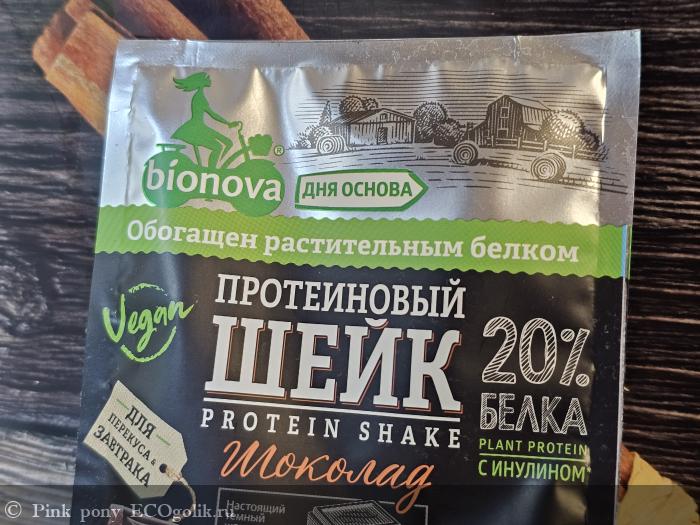 bionova®
ДНЯ ОСНОВА
Обогащен растительным белком
Vegan
ПРОТЕИНОВЫЙ
ШЕЙК
PROTEIN SHAKE
Шоколад
20%
БЕЛКА
PLANT PROTEIN
С ИНУЛИНОМ*
ДЛЯ
ПЕРЕКУСА &
ЗАВТРАКА
Настоящий
темный
© Pink pony ECOgolik.ru